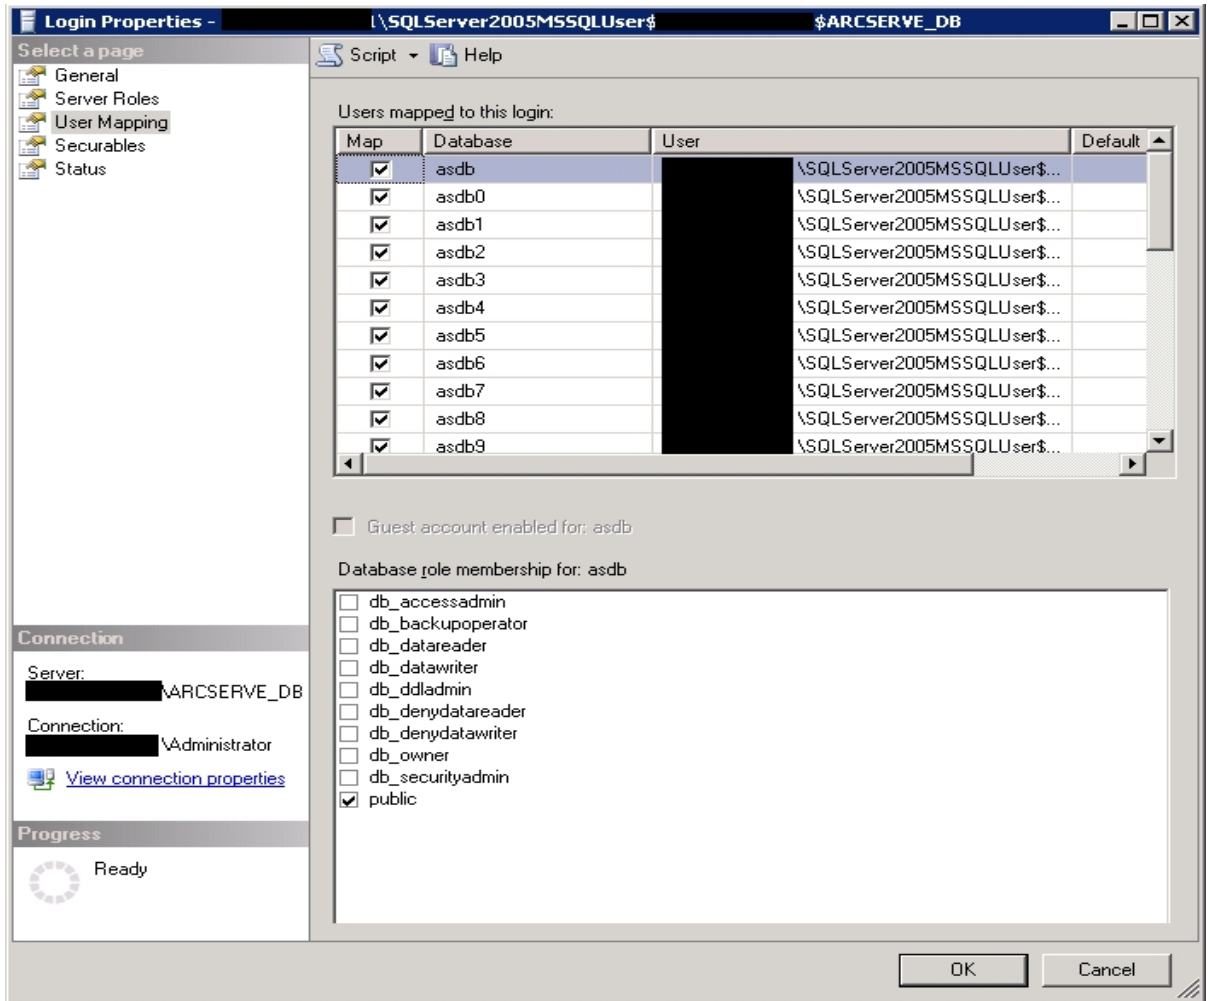 Login Properties - \SQLServer2005MSSQLUser$ $ARCSERVE_DB
Select a page
General
Server Roles
User Mapping
Securables
Status
Script Help
Users mapped to this login:
Map Database User Default
asdb \SQLServer2005MSSQLUser$...
asdb0 \SQLServer2005MSSQLUser$...
asdb1 \SQLServer2005MSSQLUser$...
asdb2 \SQLServer2005MSSQLUser$...
asdb3 \SQLServer2005MSSQLUser$...
asdb4 \SQLServer2005MSSQLUser$...
asdb5 \SQLServer2005MSSQLUser$...
asdb6 \SQLServer2005MSSQLUser$...
asdb7 \SQLServer2005MSSQLUser$...
asdb8 \SQLServer2005MSSQLUser$...
asdb9 \SQLServer2005MSSQLUser$...
Guest account enabled for: asdb
Database role membership for: asdb
db_accessadmin
db_backupoperator
db_datareader
db_datawriter
db_ddladmin
db_denydatareader
db_denydatawriter
db_owner
db_securityadmin
public
Connection
Server:
\ARCSERVE_DB
Connection:
\Administrator
View connection properties
Progress
Ready
OK Cancel